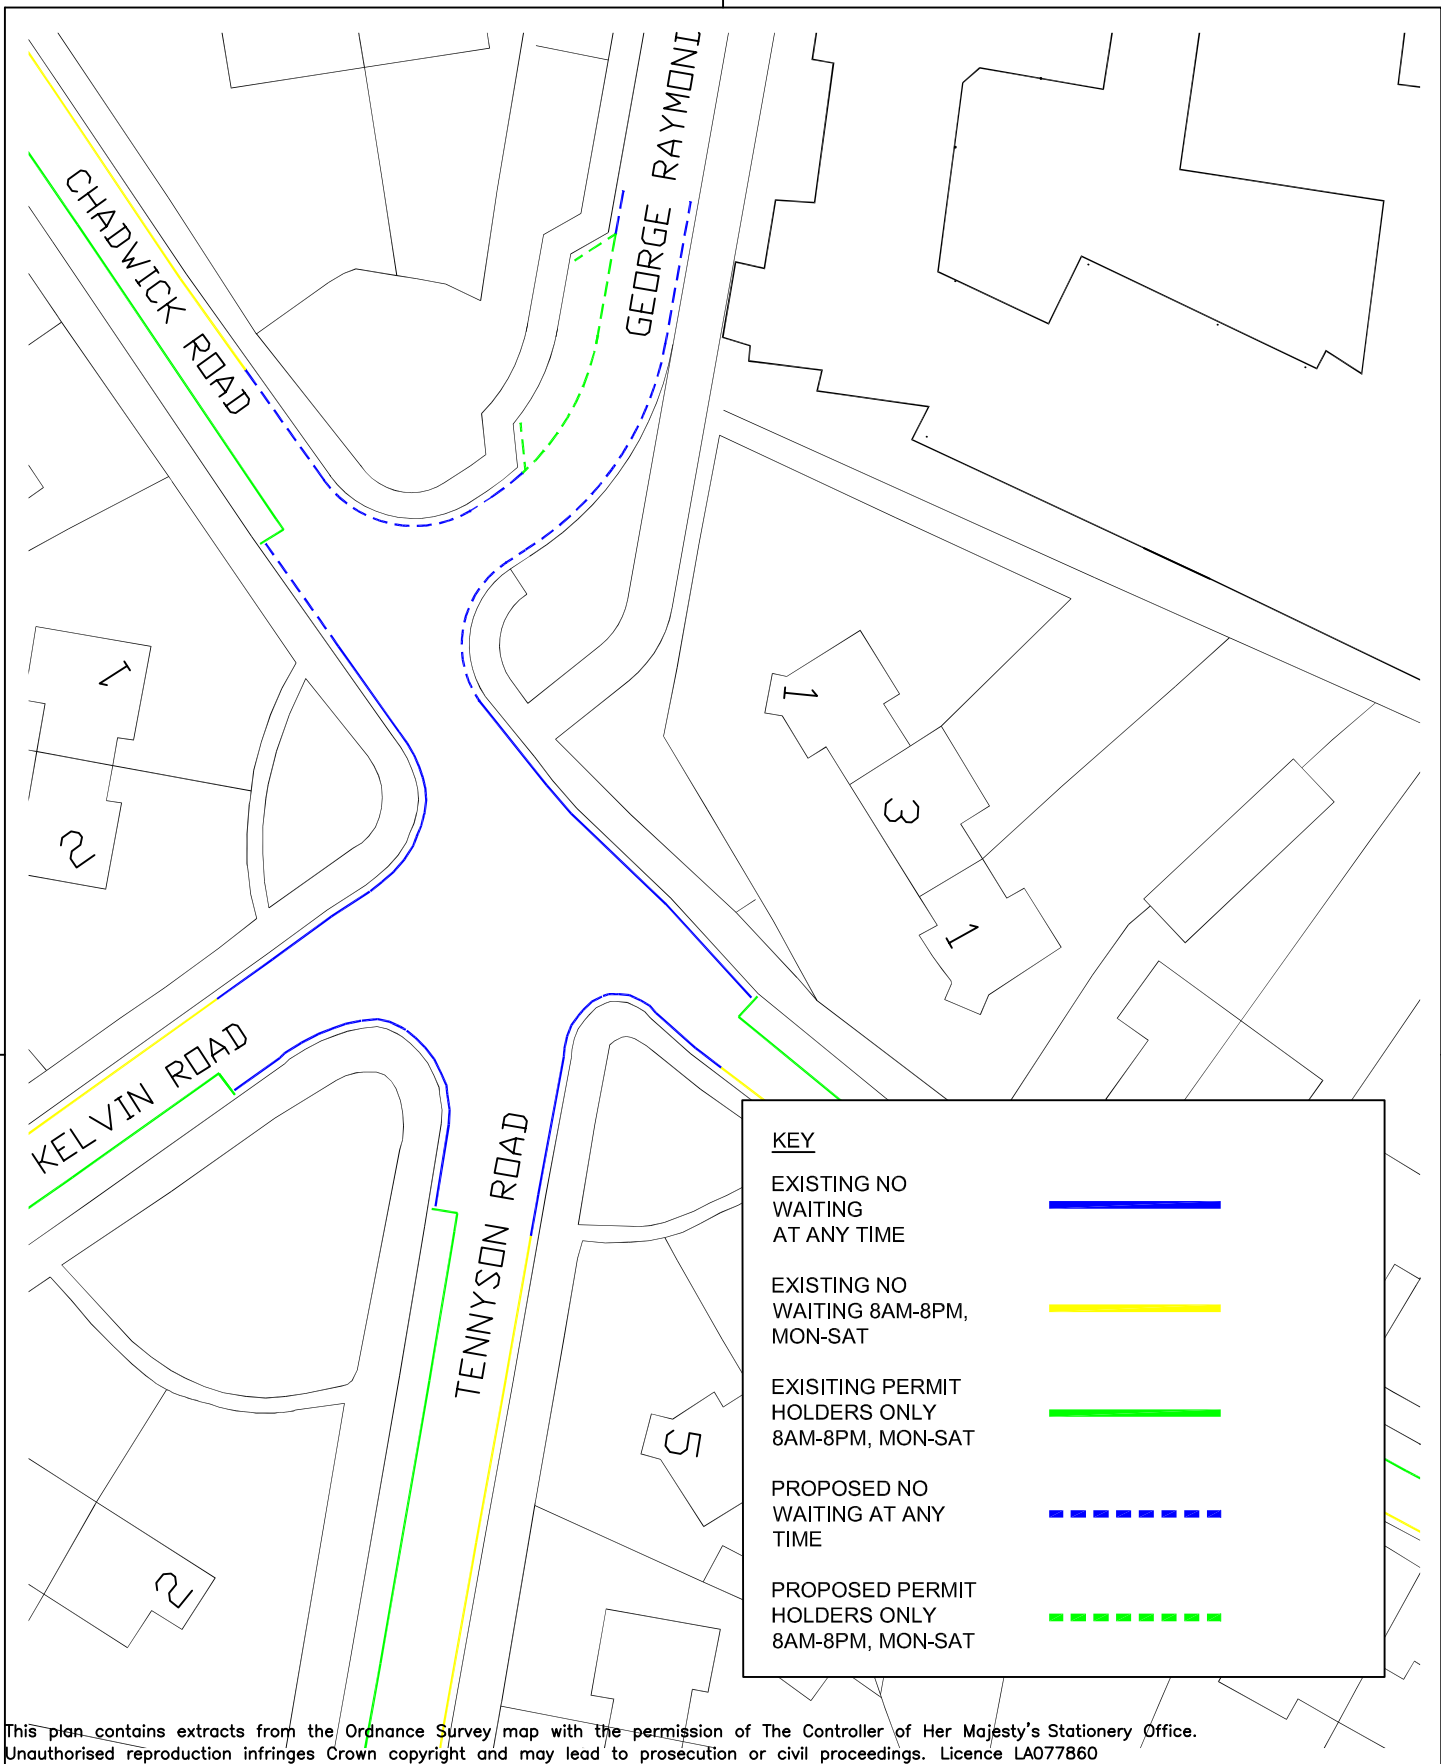 GEORGE RAYMOND
CHADWICK ROAD
1
2
1
3
1
KELVIN ROAD
TENNYSON ROAD
5
2
KEY
EXISTING NO
WAITING
AT ANY TIME
EXISTING NO
WAITING 8AM-8PM,
MON-SAT
EXISITING PERMIT
HOLDERS ONLY
8AM-8PM, MON-SAT
PROPOSED NO
WAITING AT ANY
TIME
PROPOSED PERMIT
HOLDERS ONLY
8AM-8PM, MON-SAT
This plan contains extracts from the Ordnance Survey map with the permission of The Controller of Her Majesty's Stationery Office.
Unauthorised reproduction infringes Crown copyright and may lead to prosecution or civil proceedings. Licence LA077860